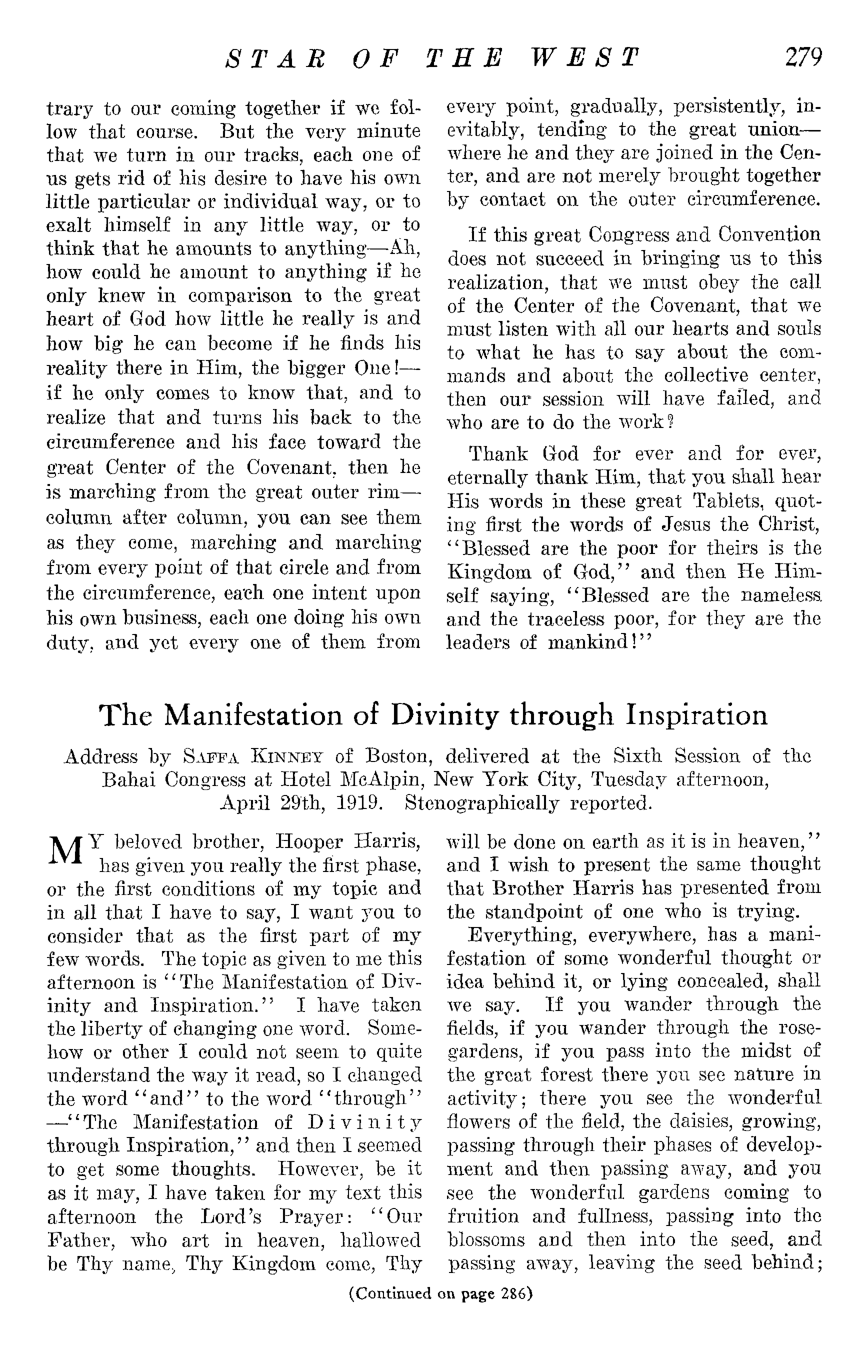 STAR OF THE WEST 279
trary to our coming together if we fol-
low that course. But the very minute
that we turn in our tracks, each one of
us gets rid of his desire to have his own
little particular or individual way, or to
exalt himself in any little way, or to
think that he amounts to anything—Ah,
how could he amount to anything if he
only knew in comparison to the great
heart of God how little he really is and
how big he can become if he finds his
reality there in Him, the bigger One!—
if he only comes to know that, and to
realize that and turns his back to the
circumference and his face toward the
great Center of the Covenant, then he
is marching from the great outer rim—
column after column, you can see them
as they come, marching and marching
from every point of that circle and from
the circumference, each one intent upon
his own business, each one doing his own
duty, and yet every one of them from
every point, gradually, persistently, in-
evitably, tending to the great union—
where he and they are joined in the Cen-
ter, and are not merely brought together
by contact on the outer circumference.
If this great Congress and Convention
does not succeed in bringing us to this
realization, that we must obey the call
of the Center of the Covenant, that we
must listen with all our hearts and souls
to what he has to say about the com-
mands and about the collective center,
then our session will have failed, and
who are to do the work?
Thank God for ever and for ever,
eternally thank Him, that you shall hear
His words in these great Tablets, quot-
ing first the words of Jesus the Christ,
"Blessed are the poor for theirs is the
Kingdom of God," and then He Him-
self saying, "Blessed are the nameless
and the traceless poor, for they are the
leaders of mankind!"
The Manifestation of Divinity through Inspiration
Address by SAFFA KINNEY of Boston, delivered at the Sixth Session of the
Bahai Congress at Hotel McAlpin, New York City, Tuesday afternoon,
April 29th, 1919. Stenographically reported.
MY beloved brother, Hooper Harris,
has given you really the first phase,
or the first conditions of my topic and
in all that I have to say, I want you to
consider that as the first part of my
few words. The topic as given to me this
afternoon is "The Manifestation of Div-
inity and Inspiration." I have taken
the liberty of changing one word. Some-
how or other I could not seem to quite
understand the way it read, so I changed
the word "and" to the word "through"
—"The Manifestation of Divinity
through Inspiration," and then I seemed
to get some thoughts. However, be it
as it may, I have taken for my text this
afternoon the Lord's Prayer: "Our
Father, who art in heaven, hallowed
be Thy name, Thy Kingdom come, Thy
will be done on earth as it is in heaven,"
and I wish to present the same thought
that Brother Harris has presented from
the standpoint of one who is trying.
Everything, everywhere, has a mani-
festation of some wonderful thought or
idea behind it, or lying concealed, shall
we say. If you wander through the
fields, if you wander through the rose-
gardens, if you pass into the midst of
the great forest there you see nature in
activity; there you see the wonderful
flowers of the field, the daisies, growing,
passing through their phases of develop-
ment and then passing away, and you
see the wonderful gardens coming to
fruition and fullness, passing into the
blossoms and then into the seed, and
passing away, leaving the seed behind;
(Continued on page 286)